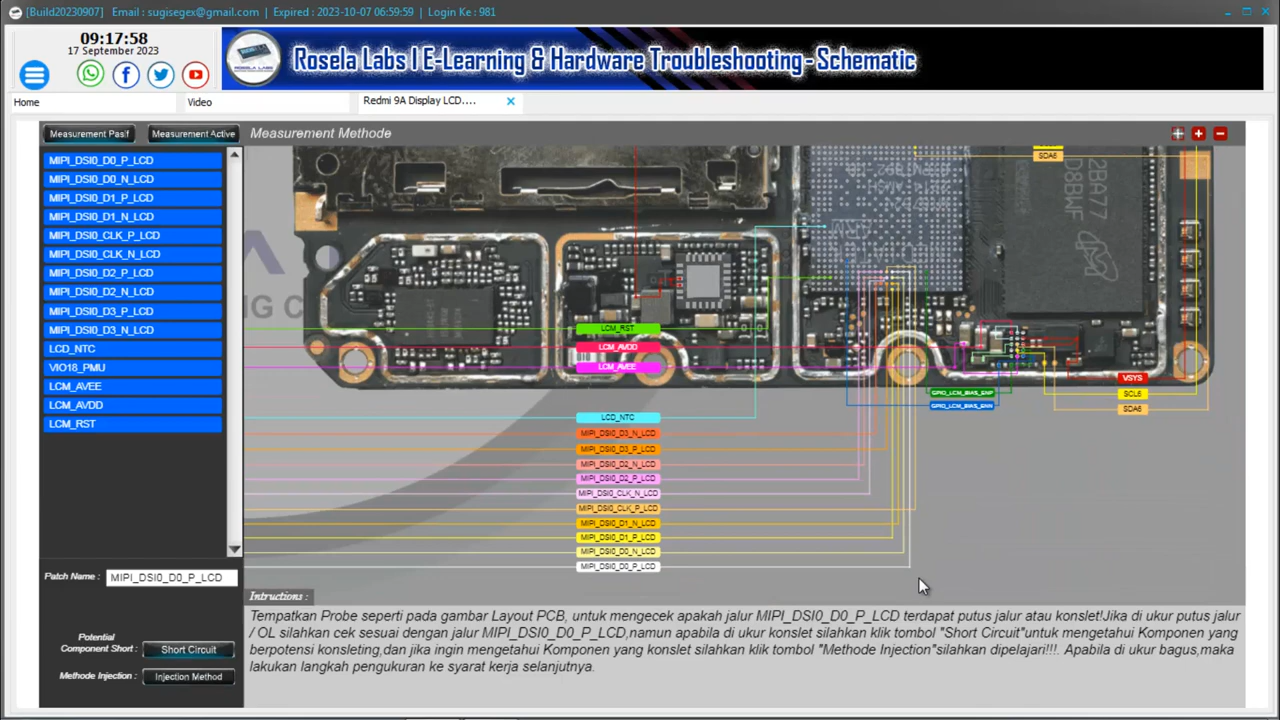 [Build20230907] Email : sugisegex@gmail.com | Expired : 2023-10-07 06:59:59 | Login Ke : 981
09:17:58
17 September 2023
ROSELA LABS
Rosela Labs | E-Learning & Hardware Troubleshooting - Schematic
Home
Video
Redmi 9A Display LCD....
Measurement Pasif
Measurement Active
Measurement Methode
MIPI_DSI0_D0_P_LCD
MIPI_DSI0_D0_N_LCD
MIPI_DSI0_D1_P_LCD
MIPI_DSI0_D1_N_LCD
MIPI_DSI0_CLK_P_LCD
MIPI_DSI0_CLK_N_LCD
MIPI_DSI0_D2_P_LCD
MIPI_DSI0_D2_N_LCD
MIPI_DSI0_D3_P_LCD
MIPI_DSI0_D3_N_LCD
LCD_NTC
VIO18_PMU
LCM_AVEE
LCM_AVDD
LCM_RST
SDA6
2BA77
D8BWF
NG C
LCM_RST
LCM_AVDD
LCM_AVEE
VSYS
GPIO_LCM_BIAS_ENP
SCL6
GPIO_LCM_BIAS_ENN
SDA6
LCD_NTC
MIPI_DSI0_D3_N_LCD
MIPI_DSI0_D3_P_LCD
MIPI_DSI0_D2_N_LCD
MIPI_DSI0_D2_P_LCD
MIPI_DSI0_CLK_N_LCD
MIPI_DSI0_CLK_P_LCD
MIPI_DSI0_D1_N_LCD
MIPI_DSI0_D1_P_LCD
MIPI_DSI0_D0_N_LCD
MIPI_DSI0_D0_P_LCD
Patch Name : MIPI_DSI0_D0_P_LCD
Potential
Component Short : Short Circuit
Methode Injection : Injection Method
Intructions :
Tempatkan Probe seperti pada gambar Layout PCB, untuk mengecek apakah jalur MIPI_DSI0_D0_P_LCD terdapat putus jalur atau konslet!Jika di ukur putus jalur
/ OL silahkan cek sesuai dengan jalur MIPI_DSI0_D0_P_LCD,namun apabila di ukur konslet silahkan klik tombol "Short Circuit"untuk mengetahui Komponen yang
berpotensi konsleting,dan jika ingin mengetahui Komponen yang konslet silahkan klik tombol "Methode Injection"silahkan dipelajari!!!. Apabila di ukur bagus,maka
lakukan langkah pengukuran ke syarat kerja selanjutnya.